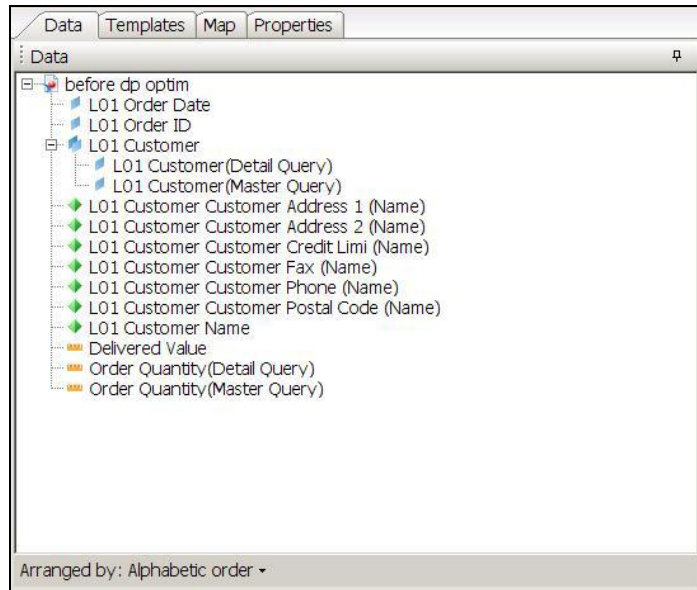 Data Templates Map Properties
Data
before dp optim
L01 Order Date
L01 Order ID
L01 Customer
L01 Customer(Detail Query)
L01 Customer(Master Query)
L01 Customer Customer Address 1 (Name)
L01 Customer Customer Address 2 (Name)
L01 Customer Customer Credit Limi (Name)
L01 Customer Customer Fax (Name)
L01 Customer Customer Phone (Name)
L01 Customer Customer Postal Code (Name)
L01 Customer Name
Delivered Value
Order Quantity(Detail Query)
Order Quantity(Master Query)
Arranged by: Alphabetic order